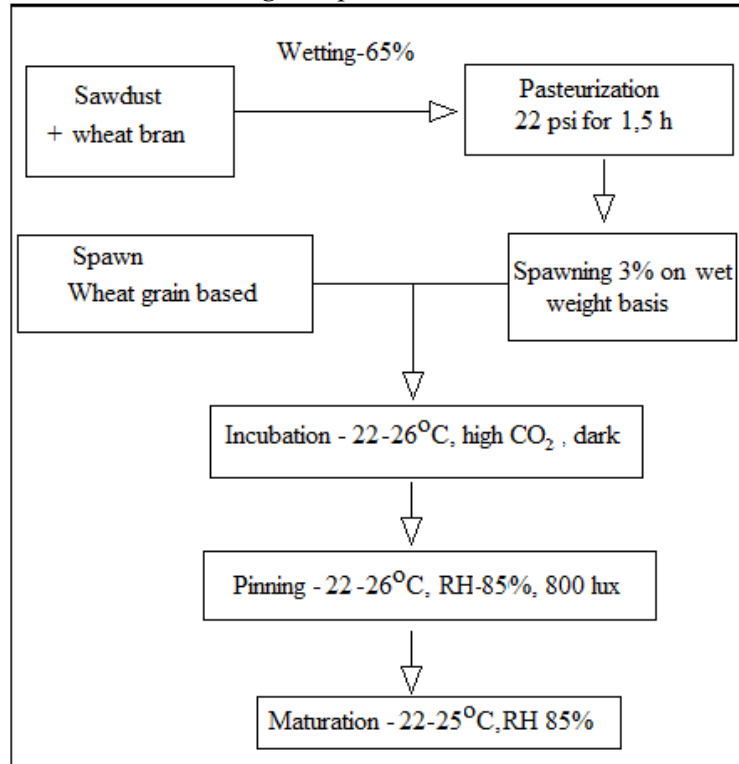 Wetting-65%
Sawdust
+ wheat bran
Pasteurization
22 psi for 1,5 h
Spawn
Wheat grain based
Spawning 3% on wet
weight basis
Incubation - 22-26°C, high CO₂ , dark
Pinning - 22-26°C, RH-85%, 800 lux
Maturation - 22-25°C,RH 85%